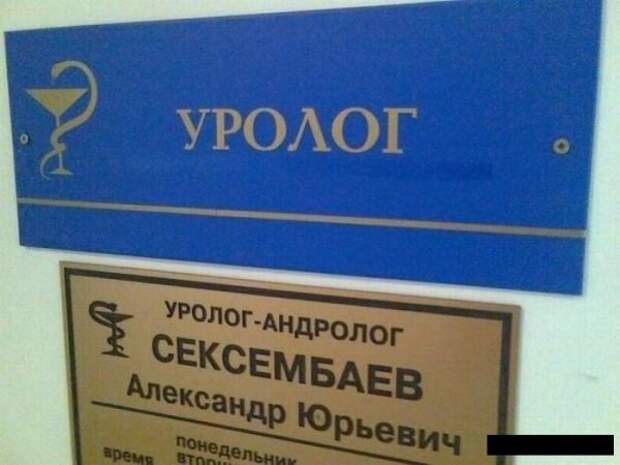 УРОЛОГ
УРОЛОГ-АНДРОЛОГ
СЕКСЕМБАЕВ
Александр Юрьевич
понедельник
время